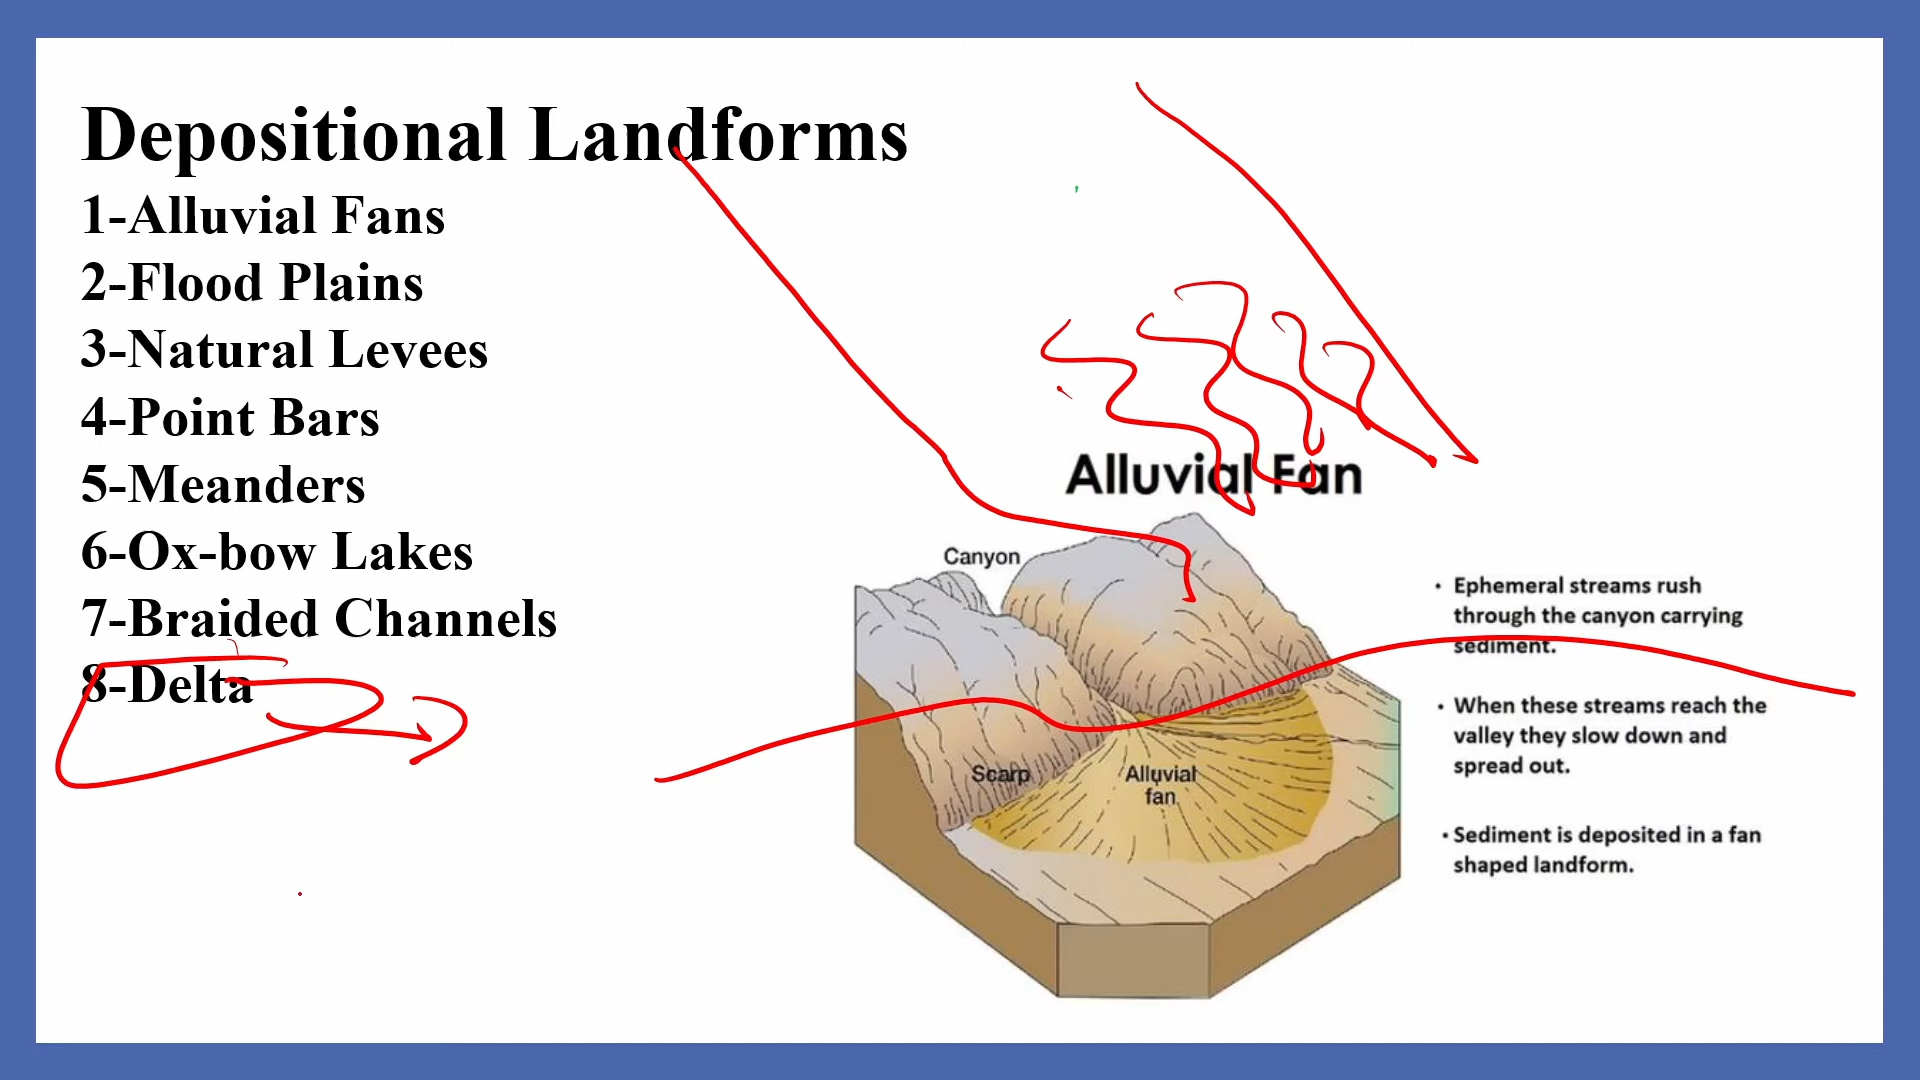 Depositional Landforms
1-Alluvial Fans
2-Flood Plains
3-Natural Levees
4-Point Bars
5-Meanders
6-Ox-bow Lakes
7-Braided Channels
8-Delta
Alluvial Fan
Canyon
Scarp
Alluvial
fan
• Ephemeral streams rush
through the canyon carrying
sediment.
• When these streams reach the
valley they slow down and
spread out.
• Sediment is deposited in a fan
shaped landform.